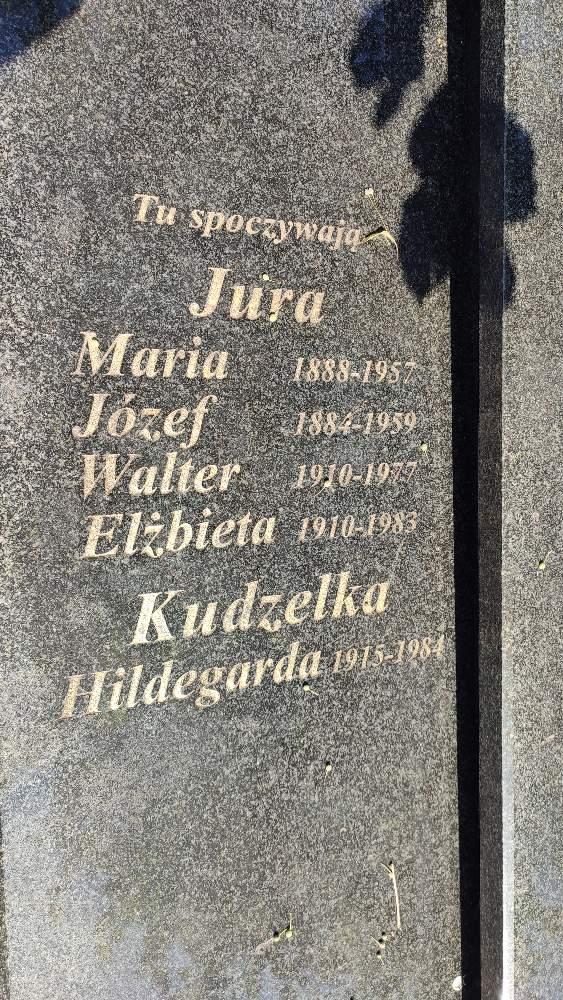 Tu spoczywają
Jura
Maria 1888-1957
Józef 1884-1959
Walter 1910-1977
Elżbieta 1910-1983
Kudzelka
Hildegarda 1915-1984